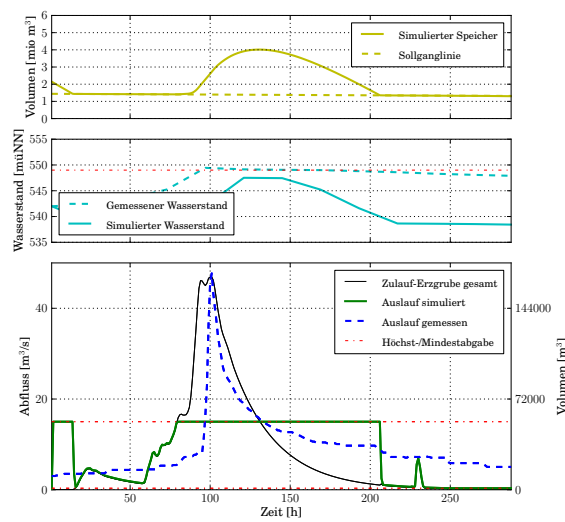 6
5
4
3
2
1
0
Volumen [mio m³]
Simulierter Speicher
Sollganglinie
555
550
545
540
535
Wasserstand [müNN]
Gemessener Wasserstand
Simulierter Wasserstand
40
20
0
Abfluss [m³/s]
Zulauf-Erzgrube gesamt
Auslauf simuliert
Auslauf gemessen
Höchst-/Mindestabgabe
144000
72000
0
Volumen [m³]
50 100 150 200 250
Zeit [h]